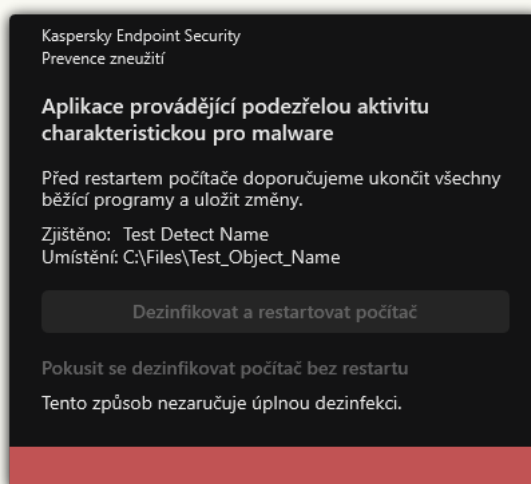 Kaspersky Endpoint Security
Prevence zneužití
Aplikace provádějící podezřelou aktivitu
charakteristickou pro malware
Před restartem počítače doporučujeme ukončit všechny
běžící programy a uložit změny.
Zjištěno: Test Detect Name
Umístění: C:\Files\Test_Object_Name
Dezinfikovat a restartovat počítač
Pokusit se dezinfikovat počítač bez restartu
Tento způsob nezaručuje úplnou dezinfekci.